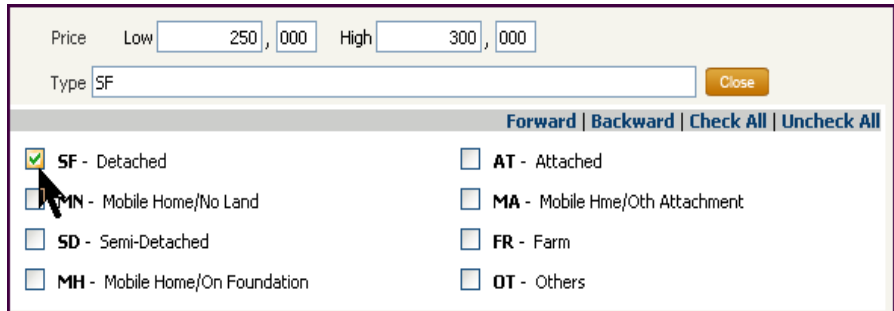 Price Low 250 , 000 High 300 , 000
Type SF Close
Forward | Backward | Check All | Uncheck All
SF - Detached AT - Attached
MN - Mobile Home/No Land MA - Mobile Hme/Oth Attachment
SD - Semi-Detached FR - Farm
MH - Mobile Home/On Foundation OT - Others